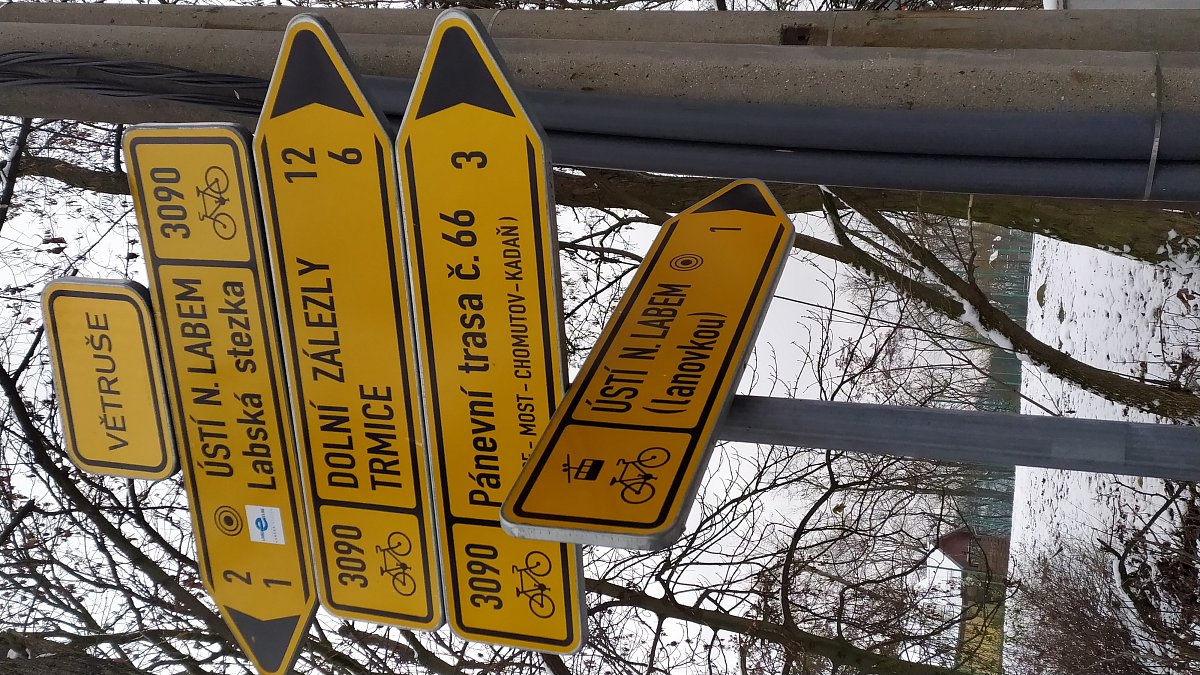 VĚTRUŠE
3090
ÚSTÍ N. LABEM 2
Labská stezka 1
DOLNÍ ZÁLEZLY 12
TRMICE 6
3090
Pánevní trasa č. 66 3
- MOST - CHOMUTOV - KADAŇ)
3090
ÚSTÍ N. LABEM 1
(lanovkou)